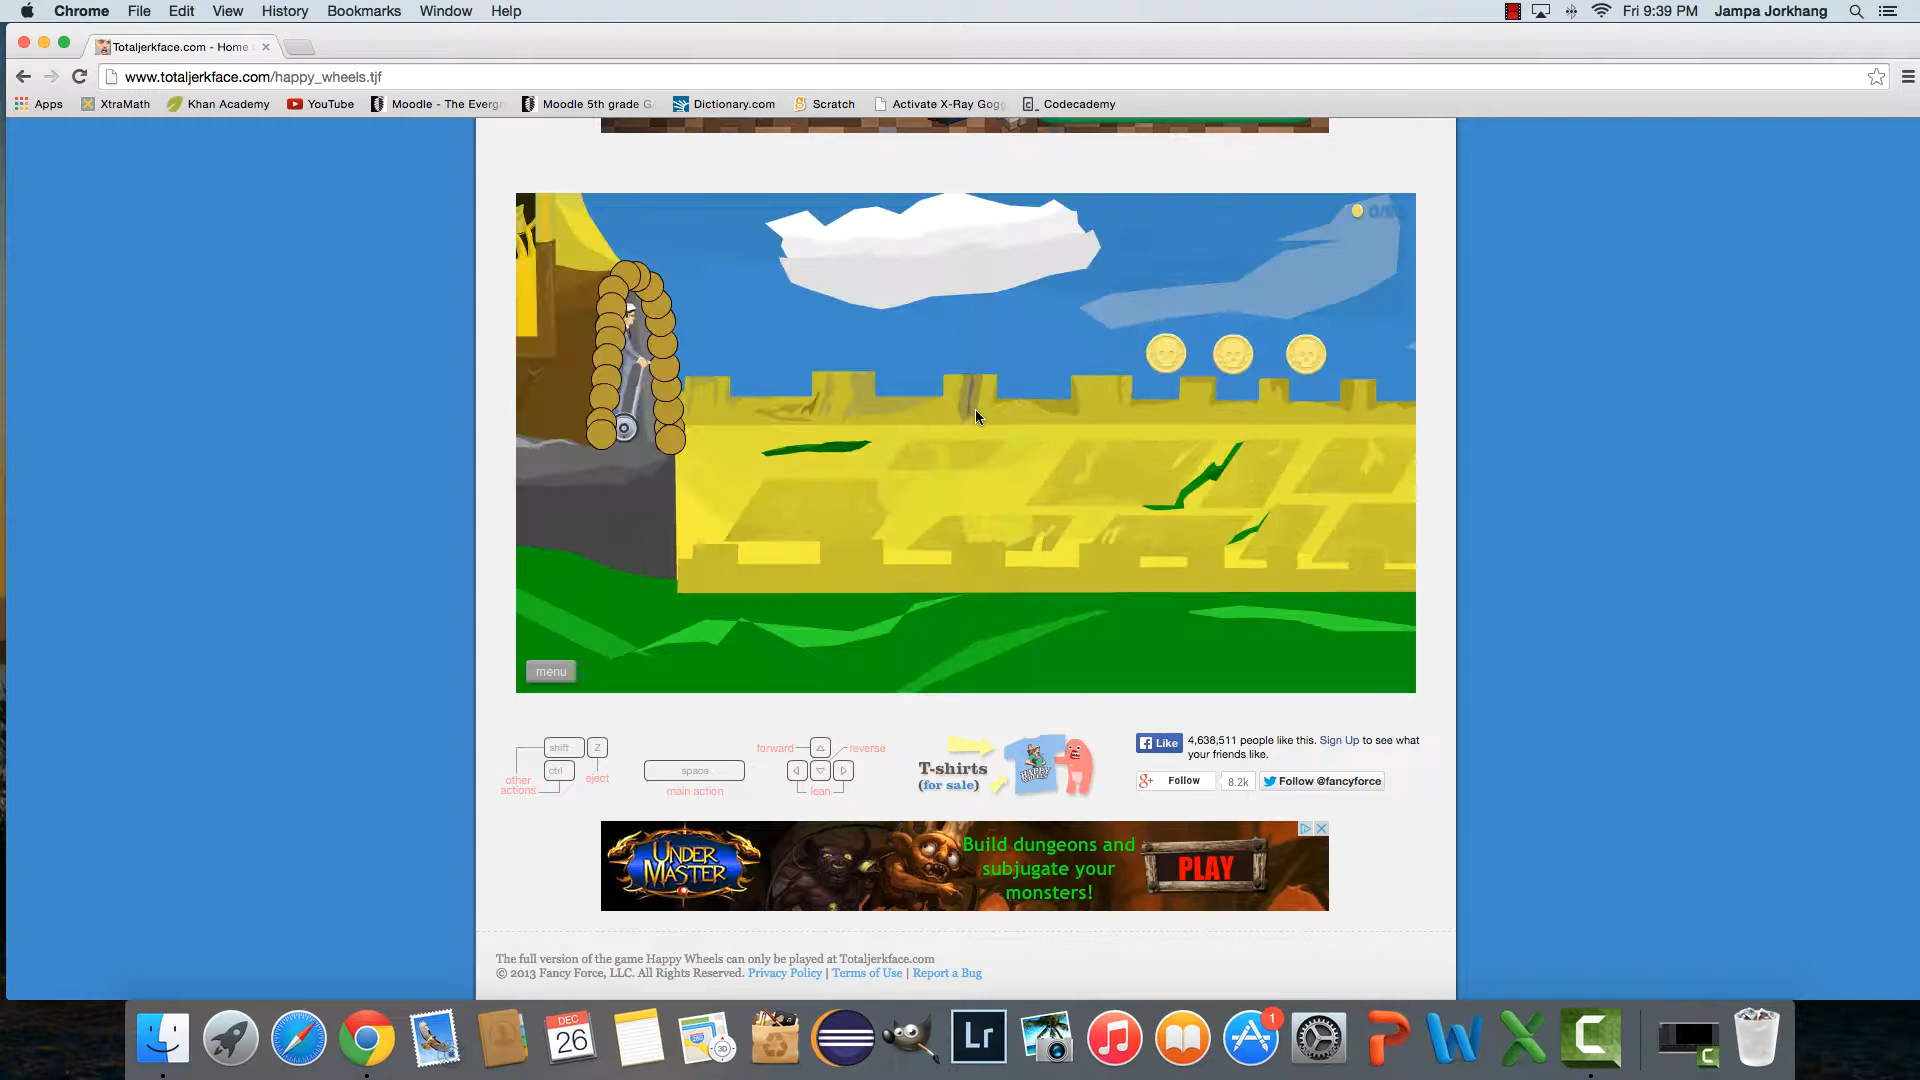 Chrome File Edit View History Bookmarks Window Help Fri 9:39 PM Jampa Jorkhang
Totaljerkface.com - Home
www.totaljerkface.com/happy_wheels.tjf
Apps XtraMath Khan Academy YouTube Moodle - The Evergr Moodle 5th grade Dictionary.com Scratch Activate X-Ray Gogg Codecademy
menu
shift Z
ctrl
other actions
eject
space
main action
forward
reverse
lean
T-shirts
(for sale)
HAPPY
Like 4,638,511 people like this. Sign Up to see what
your friends like.
Follow 8.2k Follow @fancyforce
UNDER
MASTER
Build dungeons and
subjugate your
monsters!
PLAY
The full version of the game Happy Wheels can only be played at Totaljerkface.com
© 2013 Fancy Force, LLC. All Rights Reserved. Privacy Policy | Terms of Use | Report a Bug
DEC
26
3D
Lr
1